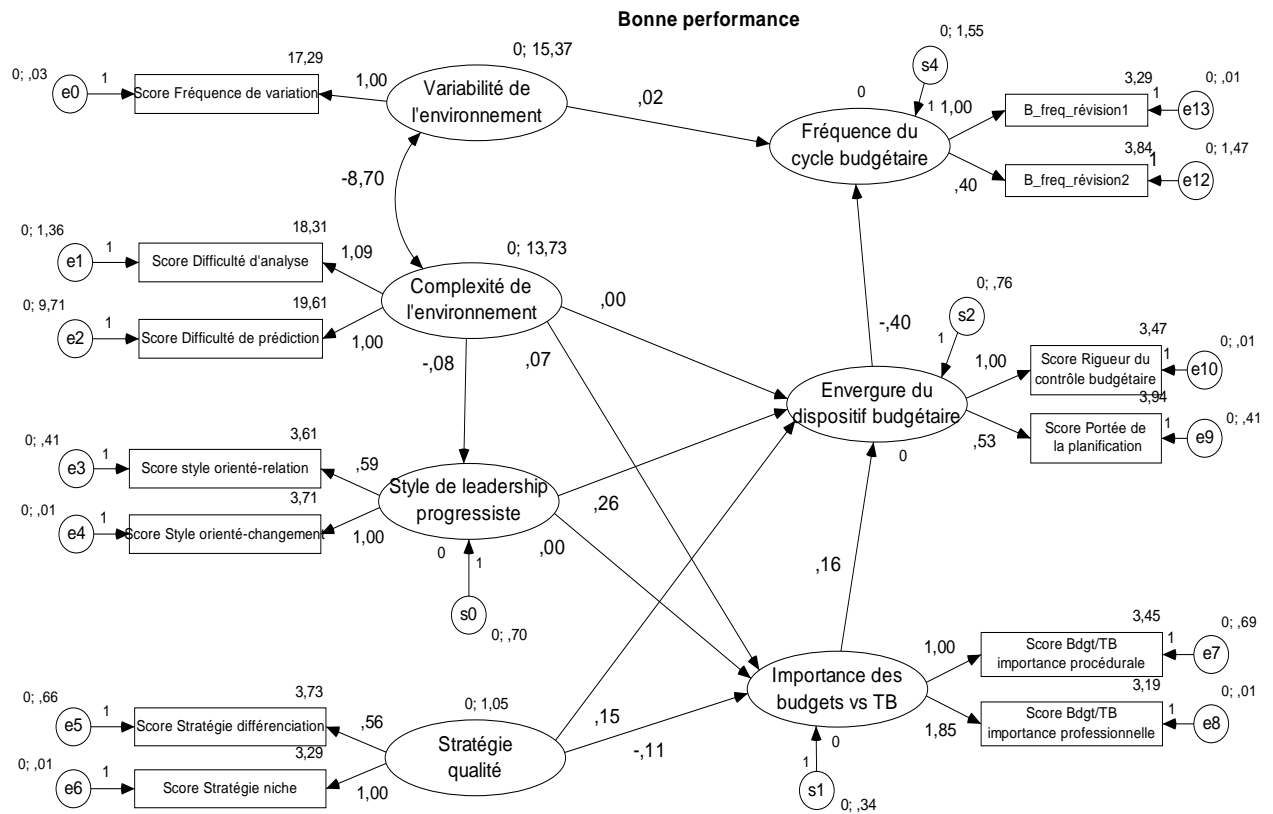 Bonne performance
0; 1,55
0; 15,37
17,29
s4
0; ,03
1
e0
Score Fréquence de variation
1,00
Variabilité de
l'environnement
,02
0
1
1,00
3,29
0; ,01
B_freq_révision1
1
e13
Fréquence du
cycle budgétaire
3,84
0; 1,47
1
B_freq_révision2
e12
,40
-8,70
18,31
0; 1,36
1
e1
Score Difficulté d'analyse
1,09
0; 13,73
Complexité de
l'environnement
,00
19,61
0; 9,71
1
e2
Score Difficulté de prédiction
1,00
-,08
,07
-,40
0; ,76
s2
1
3,47
0; ,01
1,00
Score Rigueur du
contrôle budgétaire
1
e10
Envergure du
dispositif budgétaire
0
3,94
0; ,41
,53
Score Portée de
la planification
1
e9
3,61
0; ,41
1
e3
Score style orienté-relation
,59
3,71
0; ,01
1
e4
Score Style orienté-changement
1,00
Style de leadership
progressiste
,26
,00
0
1
s0
0; ,70
,16
3,45
0; ,69
1,00
Score Bdgt/TB
importance procédurale
1
e7
Importance des
budgets vs TB
3,19
0; ,01
1,85
Score Bdgt/TB
importance professionnelle
1
e8
0
1
s1
0; ,34
3,73
0; ,66
1
e5
Score Stratégie différenciation
,56
0; 1,05
Stratégie
qualité
,15
-,11
3,29
0; ,01
1
e6
Score Stratégie niche
1,00